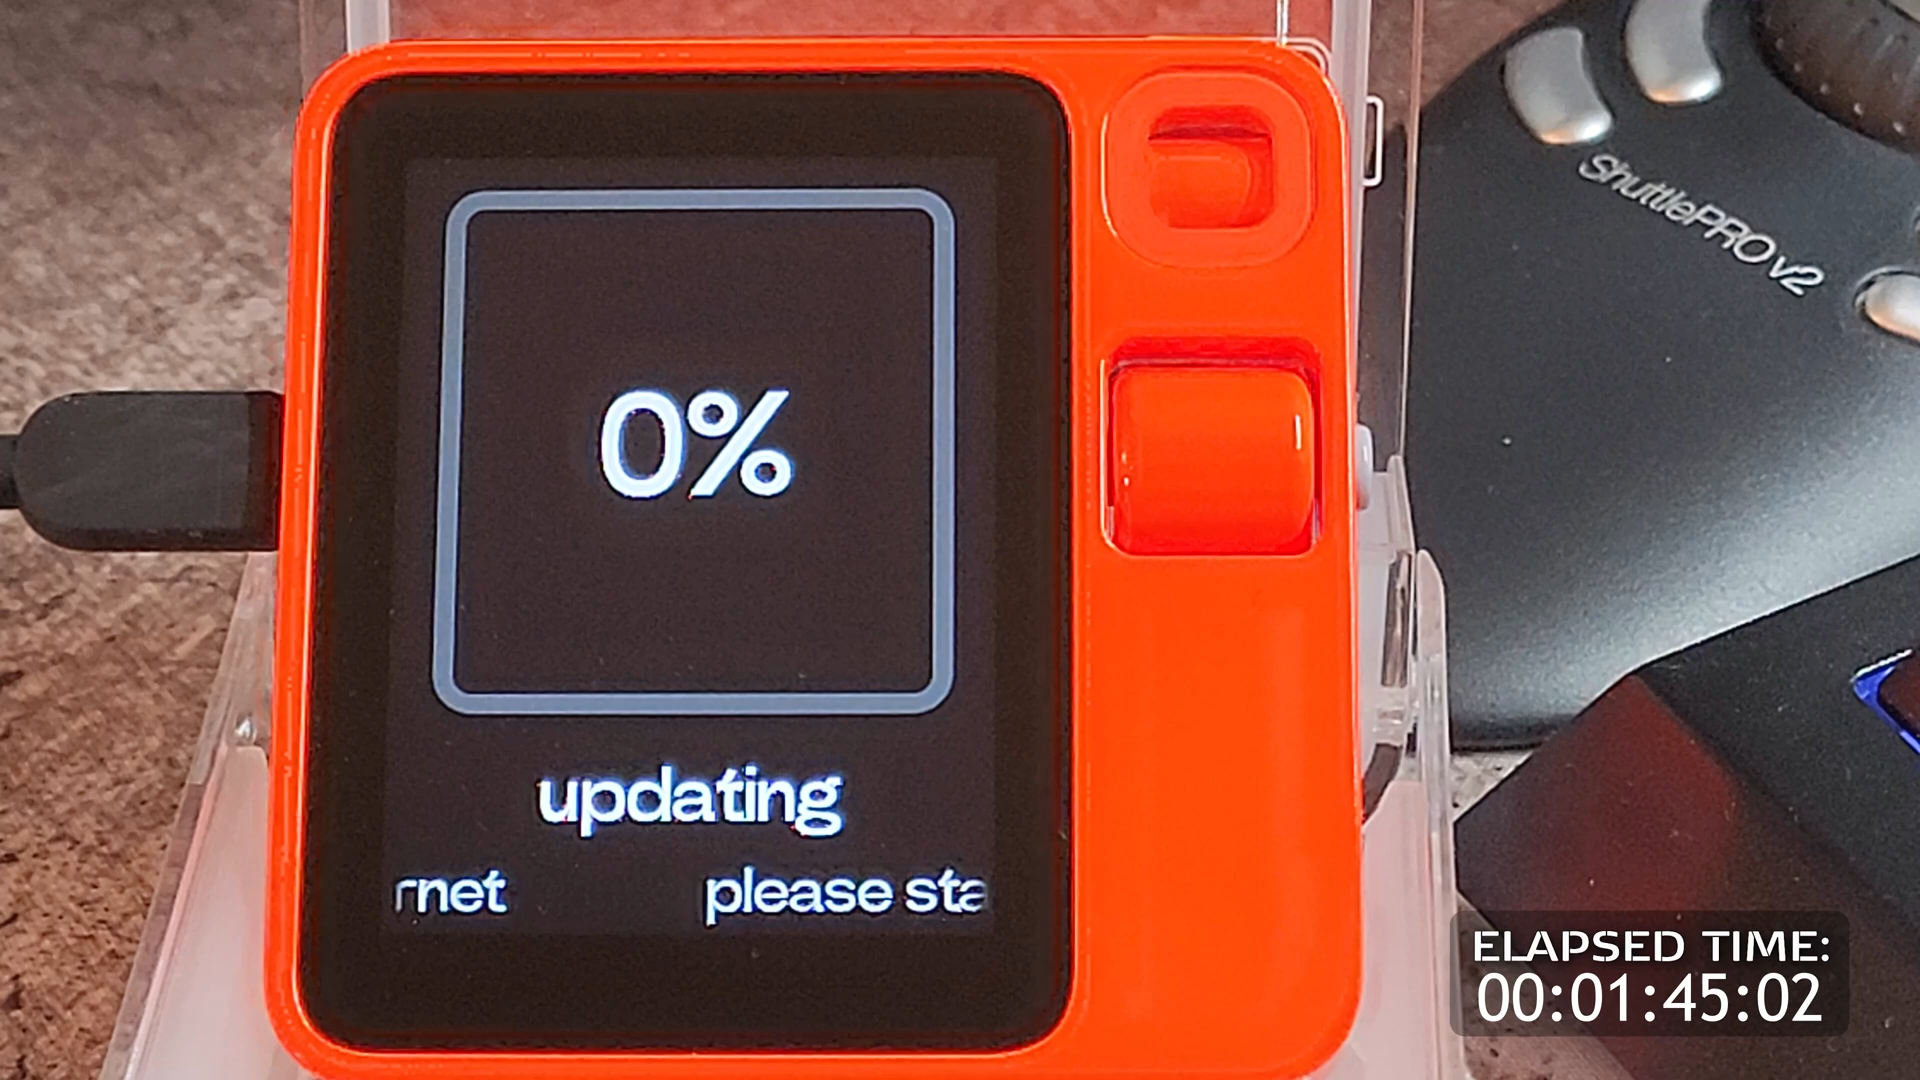 ShuttlePRO v2
0%
updating
rnet please sta
ELAPSED TIME:
00:01:45:02